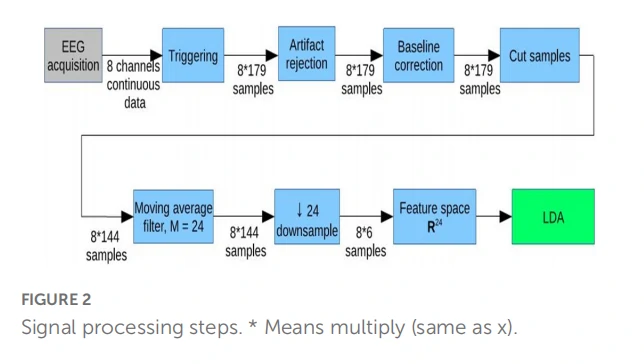 EEG
acquisition
8 channels
continuous
data
Triggering
8*179
samples
Artifact
rejection
8*179
samples
Baseline
correction
8*179
samples
Cut samples
8*144
samples
Moving average
filter, M = 24
8*144
samples
↓ 24
downsample
8*6
samples
Feature space
R²⁴
LDA
FIGURE 2
Signal processing steps. * Means multiply (same as x).